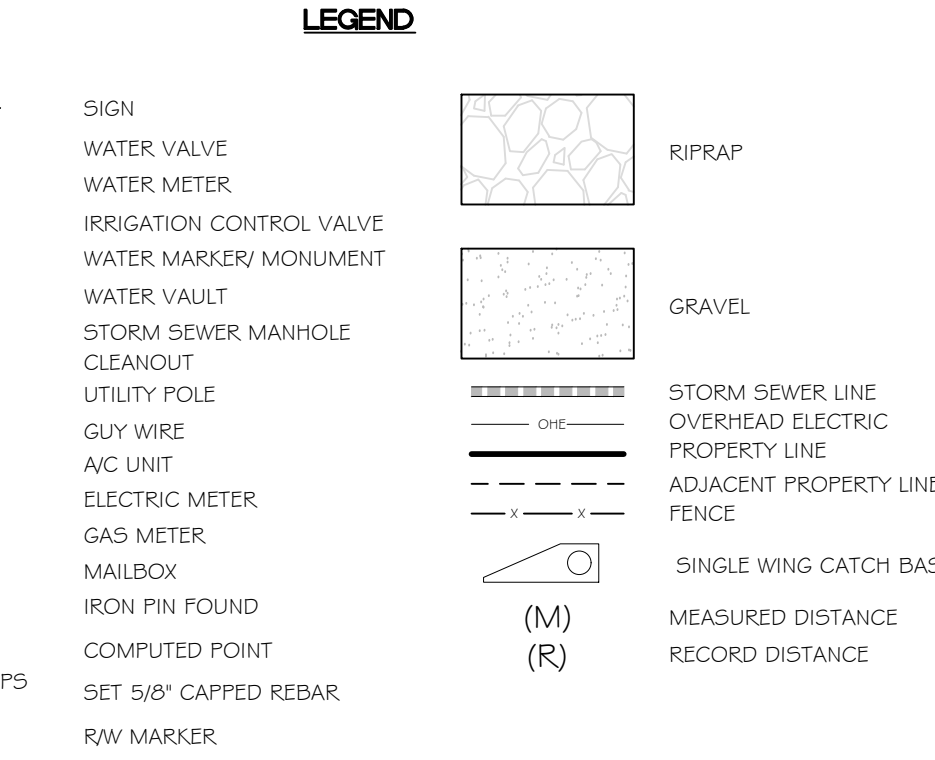 LEGEND
SIGN
WATER VALVE
WATER METER
IRRIGATION CONTROL VALVE
WATER MARKER/ MONUMENT
WATER VAULT
STORM SEWER MANHOLE
CLEANOUT
UTILITY POLE
GUY WIRE
A/C UNIT
ELECTRIC METER
GAS METER
MAILBOX
IRON PIN FOUND
COMPUTED POINT
PS SET 5/8" CAPPED REBAR
R/W MARKER
RIPRAP
GRAVEL
STORM SEWER LINE
OHE OVERHEAD ELECTRIC
PROPERTY LINE
ADJACENT PROPERTY LINE
X X FENCE
SINGLE WING CATCH BAS
(M) MEASURED DISTANCE
(R) RECORD DISTANCE